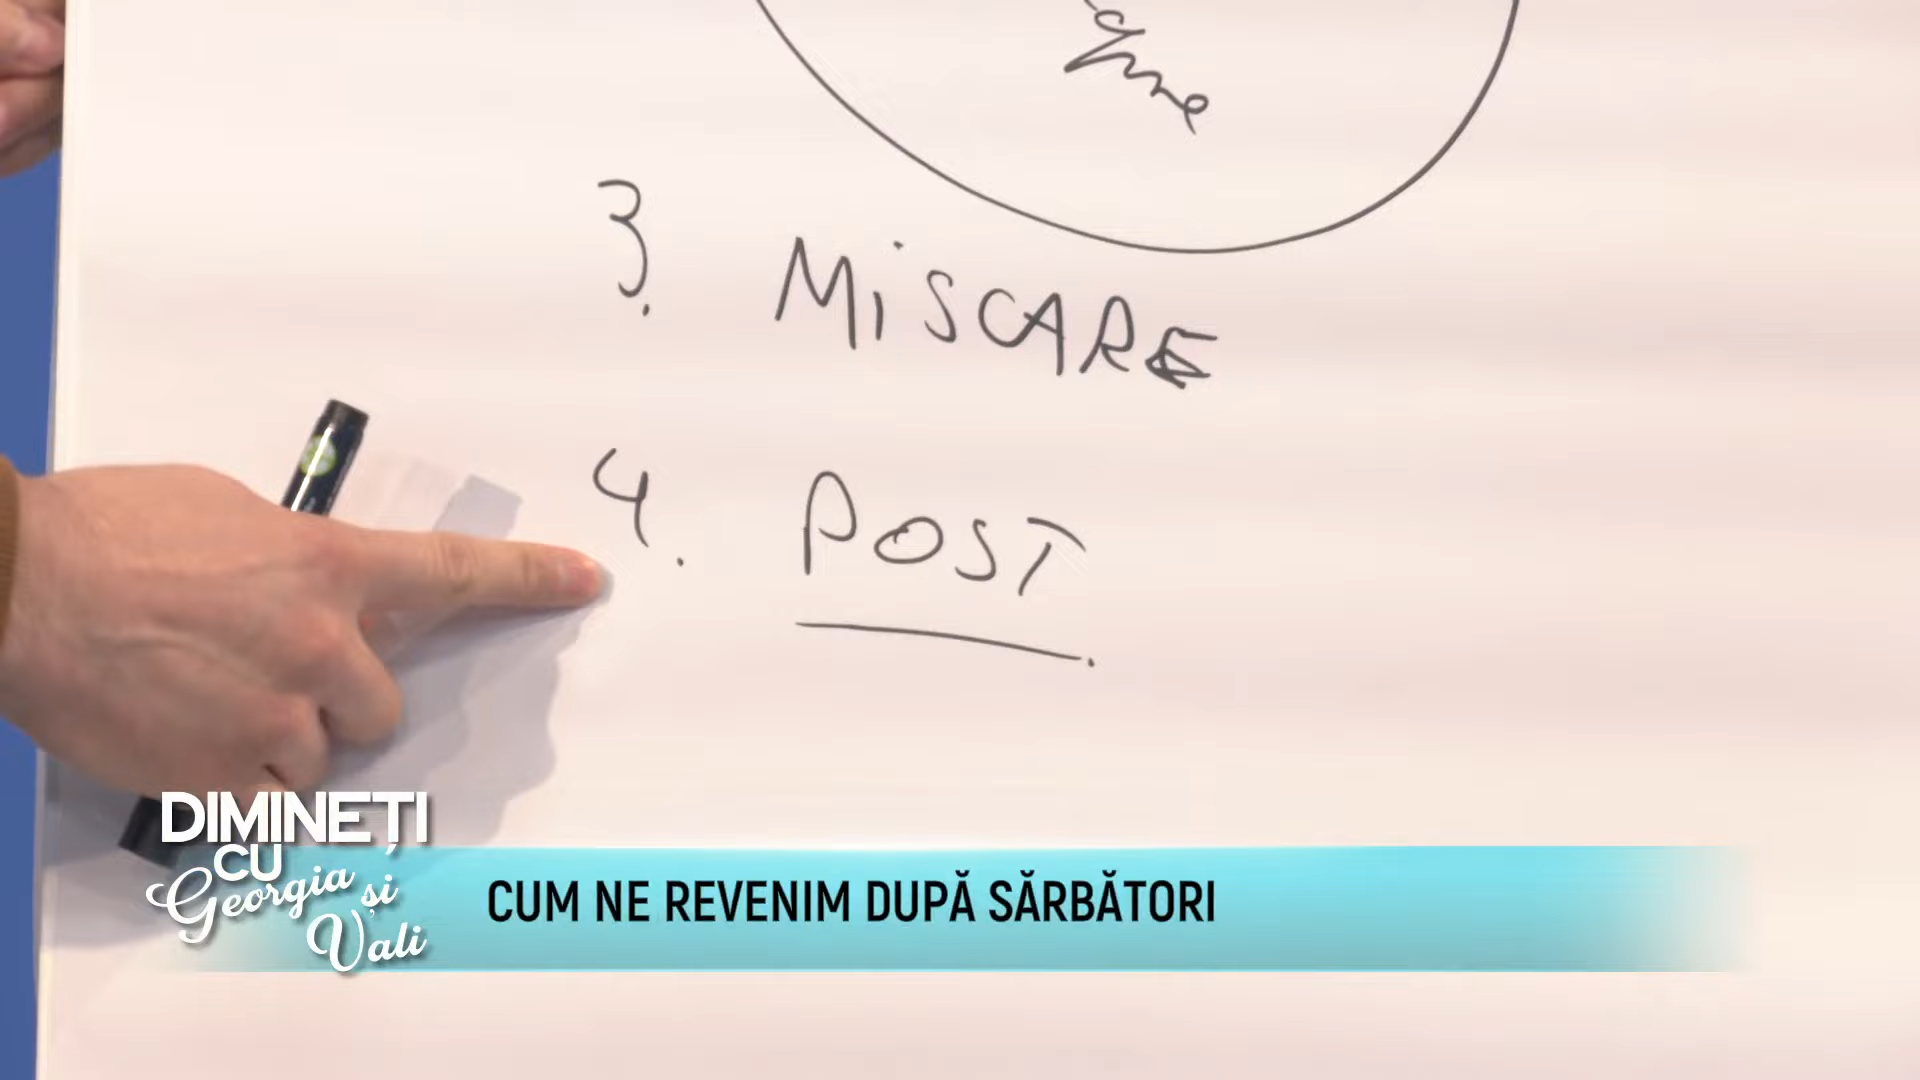 3. MiSCARE
4. POST
DIMINEȚI
CU
Georgia și
Vali
CUM NE REVENIM DUPĂ SĂRBĂTORI